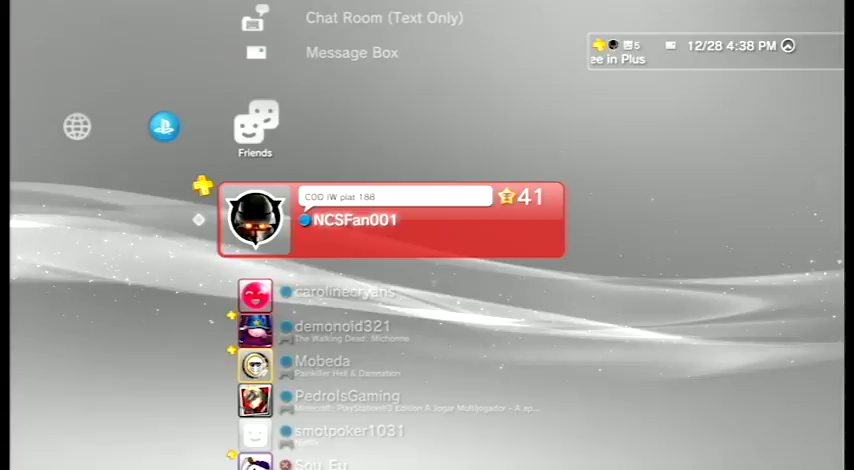 Chat Room (Text Only)
Message Box
5
12/28 4:38 PM
ee in Plus
Friends
COD IW plat 188
41
NCSFan001
carolinecryans
demonoid321
The Walking Dead: Michonne
Mobeda
Painkiller Hell & Damnation
PedroIsGaming
Minecraft: PlayStation®3 Edition A Jogar Multijogador - A ap...
smotpoker1031
Netflix
Sou_Eu